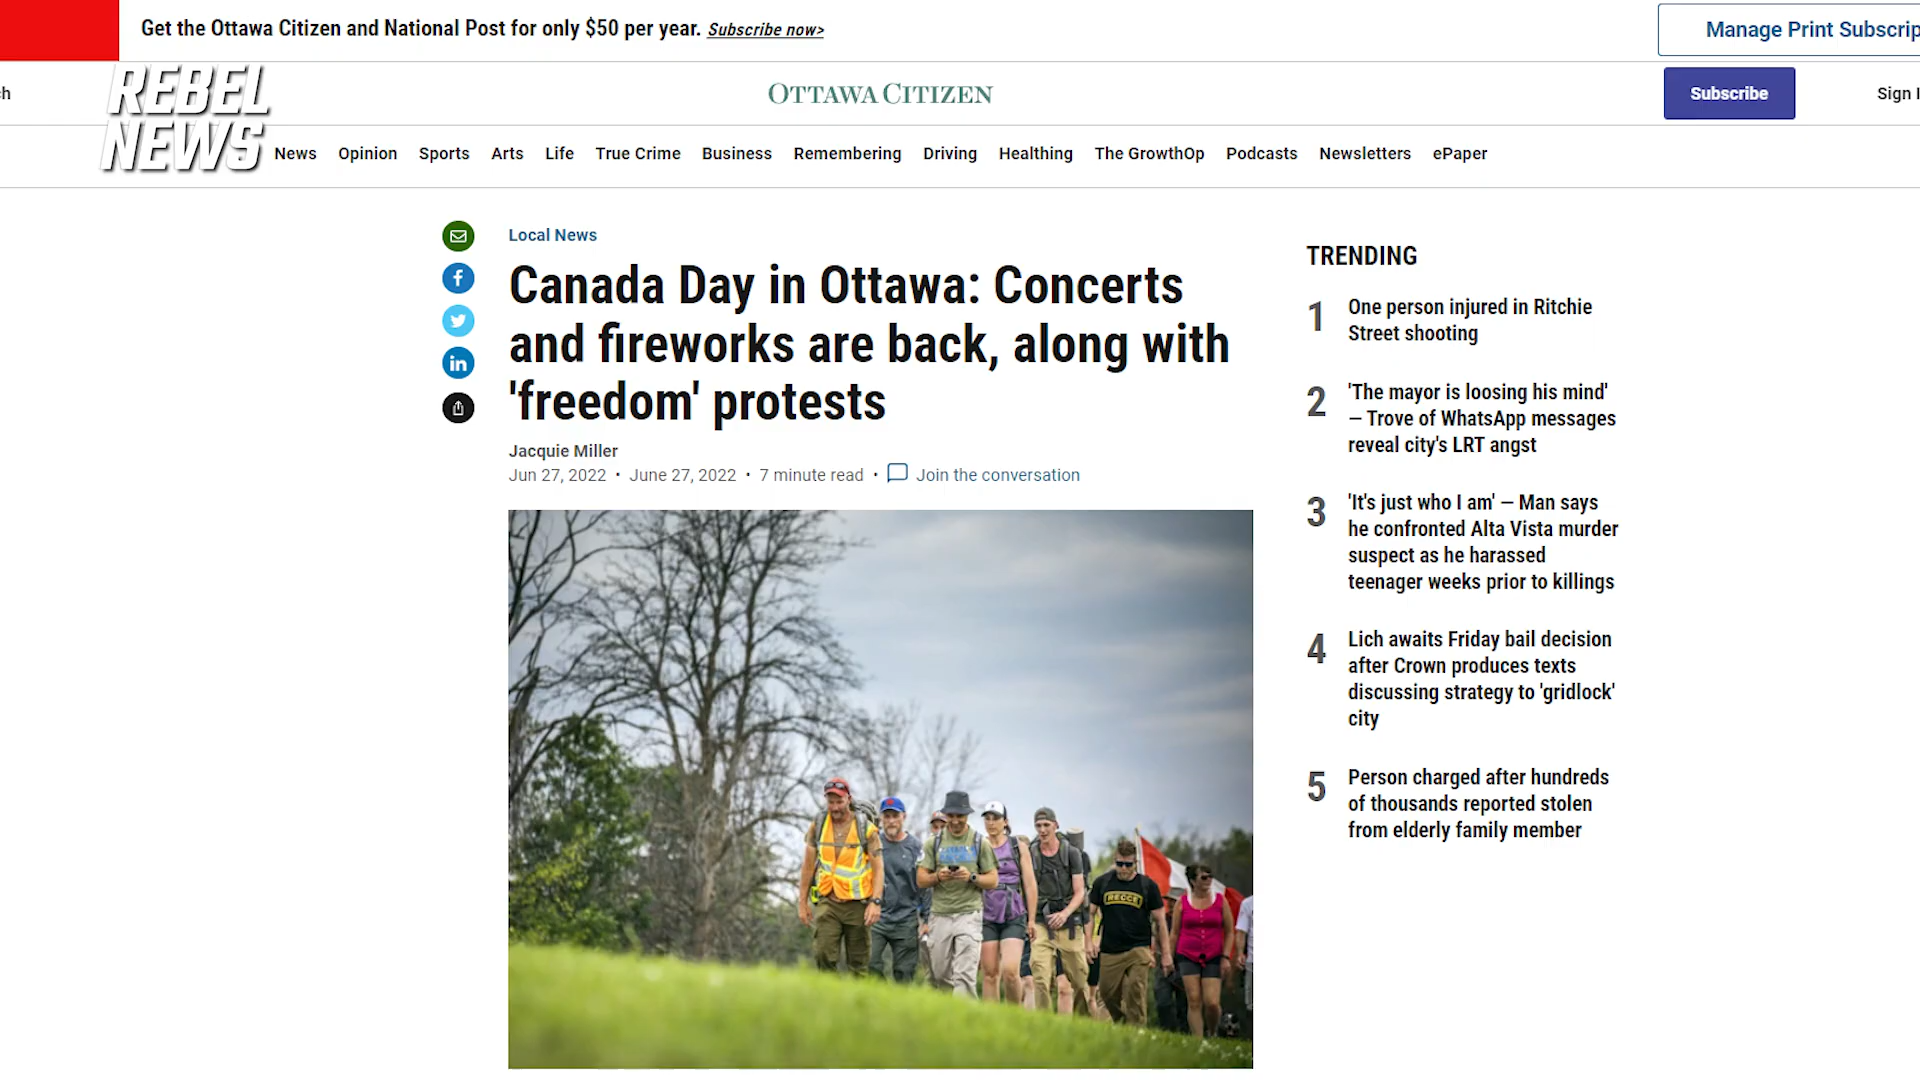 Get the Ottawa Citizen and National Post for only $50 per year. Subscribe now>
Manage Print Subscrip
REBEL
NEWS
h
OTTAWA CITIZEN
Subscribe
Sign I
News Opinion Sports Arts Life True Crime Business Remembering Driving Healthing The GrowthOp Podcasts Newsletters ePaper
Local News
Canada Day in Ottawa: Concerts
and fireworks are back, along with
'freedom' protests
Jacquie Miller
Jun 27, 2022 • June 27, 2022 • 7 minute read • Join the conversation
RECCE
TRENDING
1 One person injured in Ritchie
Street shooting
2 'The mayor is loosing his mind'
– Trove of WhatsApp messages
reveal city's LRT angst
3 'It's just who I am' – Man says
he confronted Alta Vista murder
suspect as he harassed
teenager weeks prior to killings
4 Lich awaits Friday bail decision
after Crown produces texts
discussing strategy to 'gridlock'
city
5 Person charged after hundreds
of thousands reported stolen
from elderly family member